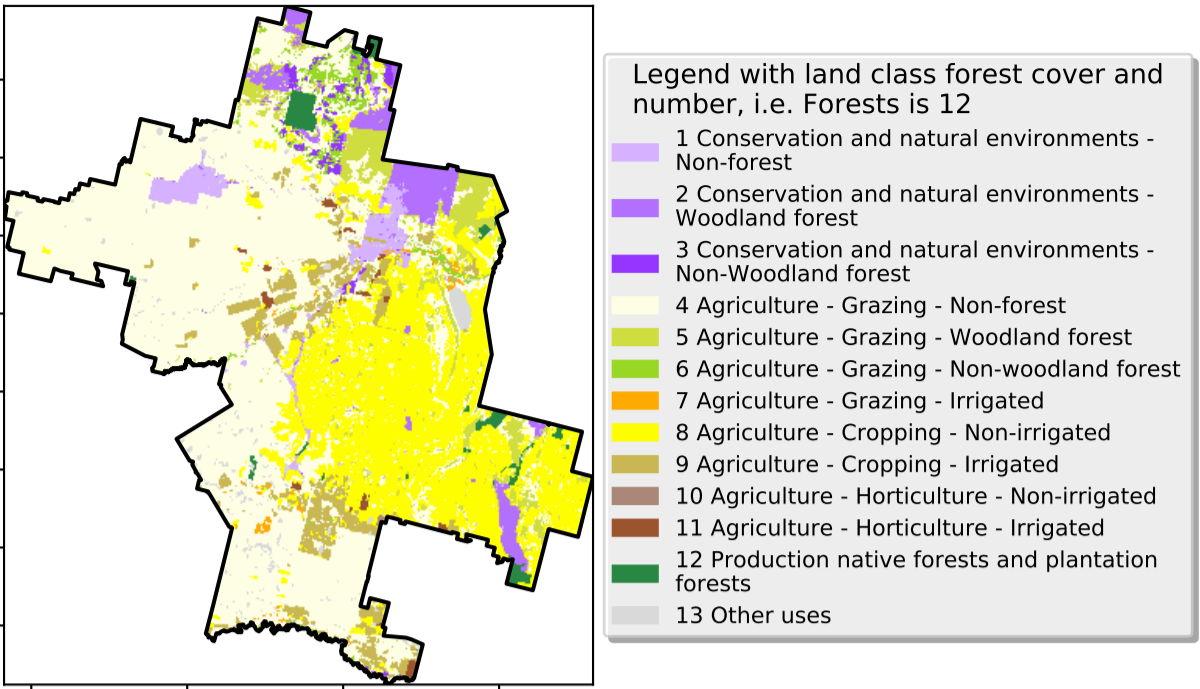 Legend with land class forest cover and
number, i.e. Forests is 12
1 Conservation and natural environments -
Non-forest
2 Conservation and natural environments -
Woodland forest
3 Conservation and natural environments -
Non-Woodland forest
4 Agriculture - Grazing - Non-forest
5 Agriculture - Grazing - Woodland forest
6 Agriculture - Grazing - Non-woodland forest
7 Agriculture - Grazing - Irrigated
8 Agriculture - Cropping - Non-irrigated
9 Agriculture - Cropping - Irrigated
10 Agriculture - Horticulture - Non-irrigated
11 Agriculture - Horticulture - Irrigated
12 Production native forests and plantation
forests
13 Other uses